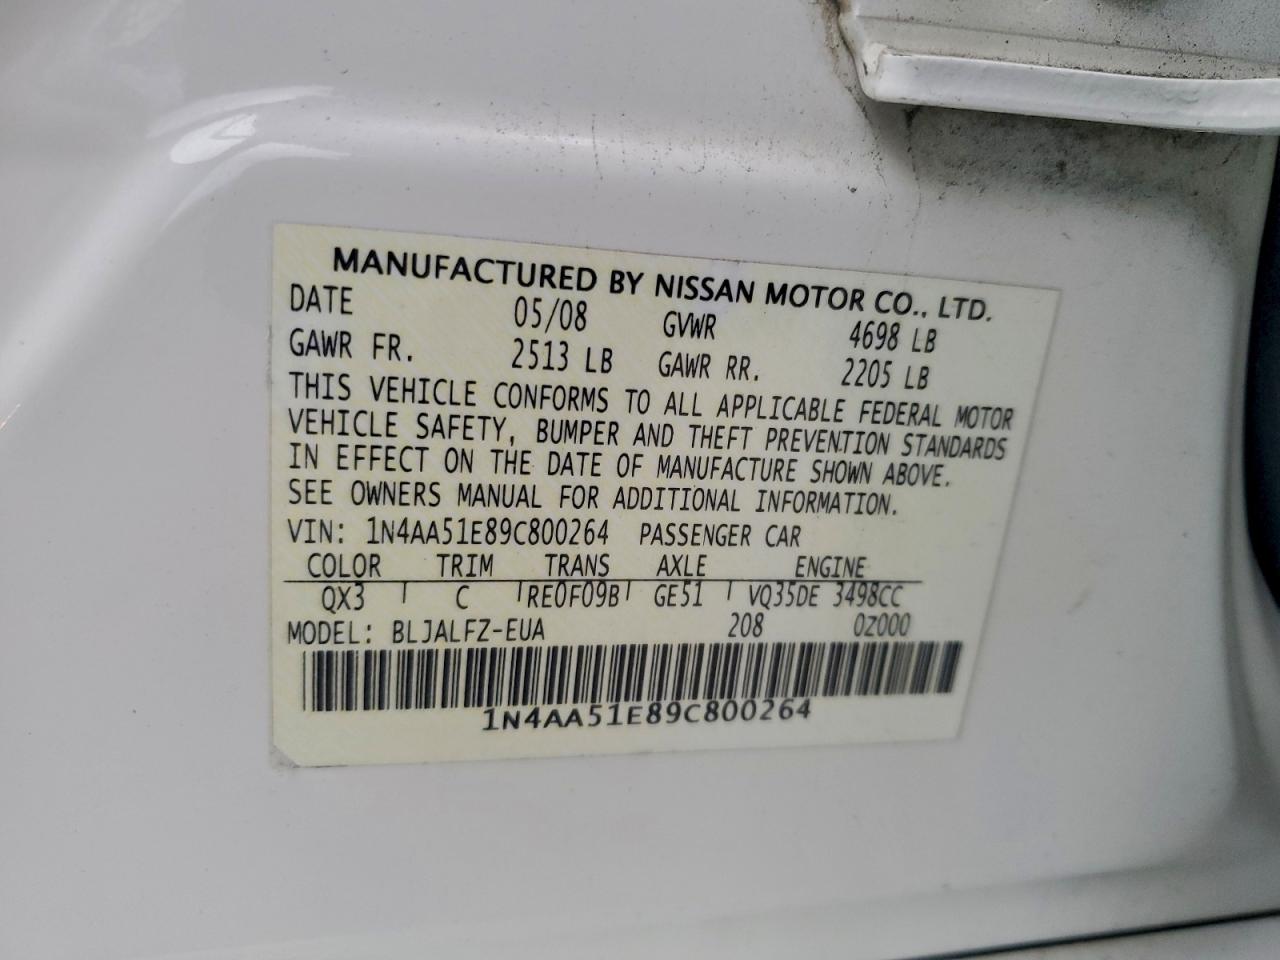 MANUFACTURED BY NISSAN MOTOR CO., LTD.
DATE 05/08 GVWR 4698 LB
GAWR FR. 2513 LB GAWR RR. 2205 LB
THIS VEHICLE CONFORMS TO ALL APPLICABLE FEDERAL MOTOR
VEHICLE SAFETY, BUMPER AND THEFT PREVENTION STANDARDS
IN EFFECT ON THE DATE OF MANUFACTURE SHOWN ABOVE.
SEE OWNERS MANUAL FOR ADDITIONAL INFORMATION.
VIN: 1N4AA51E89C800264 PASSENGER CAR
COLOR TRIM TRANS AXLE ENGINE
QX3 C RE0F09B GE51 VQ35DE 3498CC
MODEL: BLJALFZ-EUA 208 0Z000
1N4AA51E89C800264